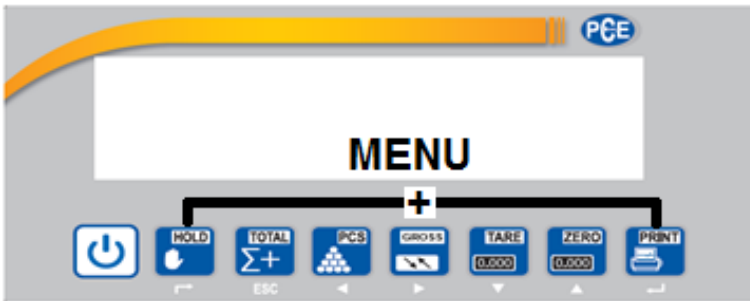 PCE
MENU
+
HOLD TOTAL PCS GROSS TARE ZERO PRINT
Σ+ 0.000 0.000
ESC